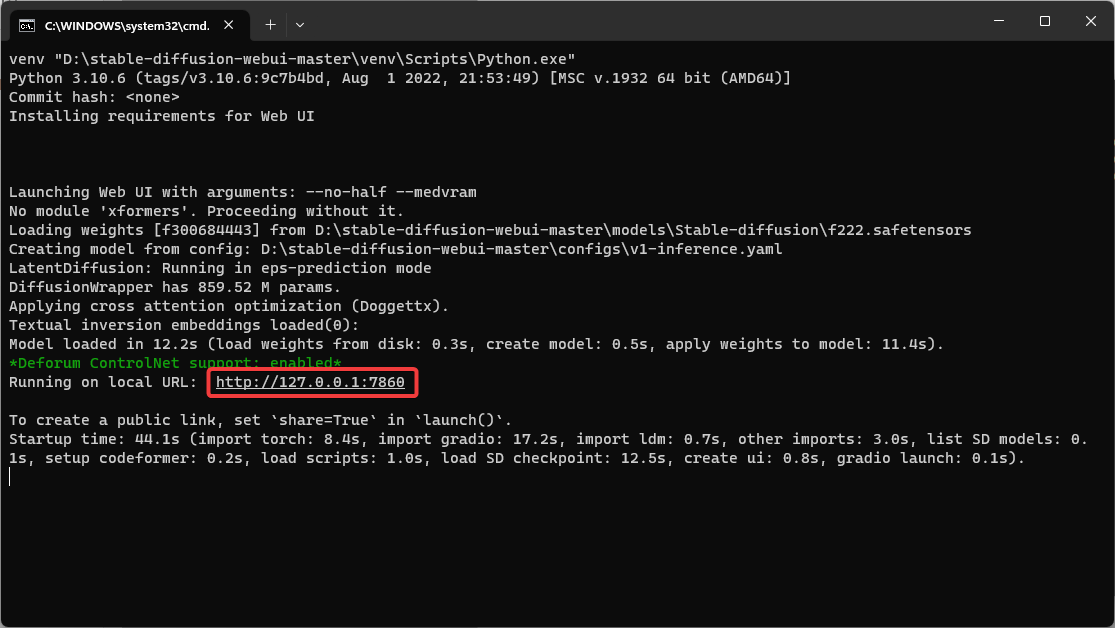 C:\WINDOWS\system32\cmd.
venv "D:\stable-diffusion-webui-master\venv\Scripts\Python.exe"
Python 3.10.6 (tags/v3.10.6:9c7b4bd, Aug  1 2022, 21:53:49) [MSC v.1932 64 bit (AMD64)]
Commit hash: <none>
Installing requirements for Web UI
Launching Web UI with arguments: --no-half --medvram
No module 'xformers'. Proceeding without it.
Loading weights [f300684443] from D:\stable-diffusion-webui-master\models\Stable-diffusion\f222.safetensors
Creating model from config: D:\stable-diffusion-webui-master\configs\v1-inference.yaml
LatentDiffusion: Running in eps-prediction mode
DiffusionWrapper has 859.52 M params.
Applying cross attention optimization (Doggettx).
Textual inversion embeddings loaded(0):
Model loaded in 12.2s (load weights from disk: 0.3s, create model: 0.5s, apply weights to model: 11.4s).
*Deforum ControlNet support: enabled*
Running on local URL:  http://127.0.0.1:7860
To create a public link, set `share=True` in `launch()`.
Startup time: 44.1s (import torch: 8.4s, import gradio: 17.2s, import ldm: 0.7s, other imports: 3.0s, list SD models: 0.
1s, setup codeformer: 0.2s, load scripts: 1.0s, load SD checkpoint: 12.5s, create ui: 0.8s, gradio launch: 0.1s).